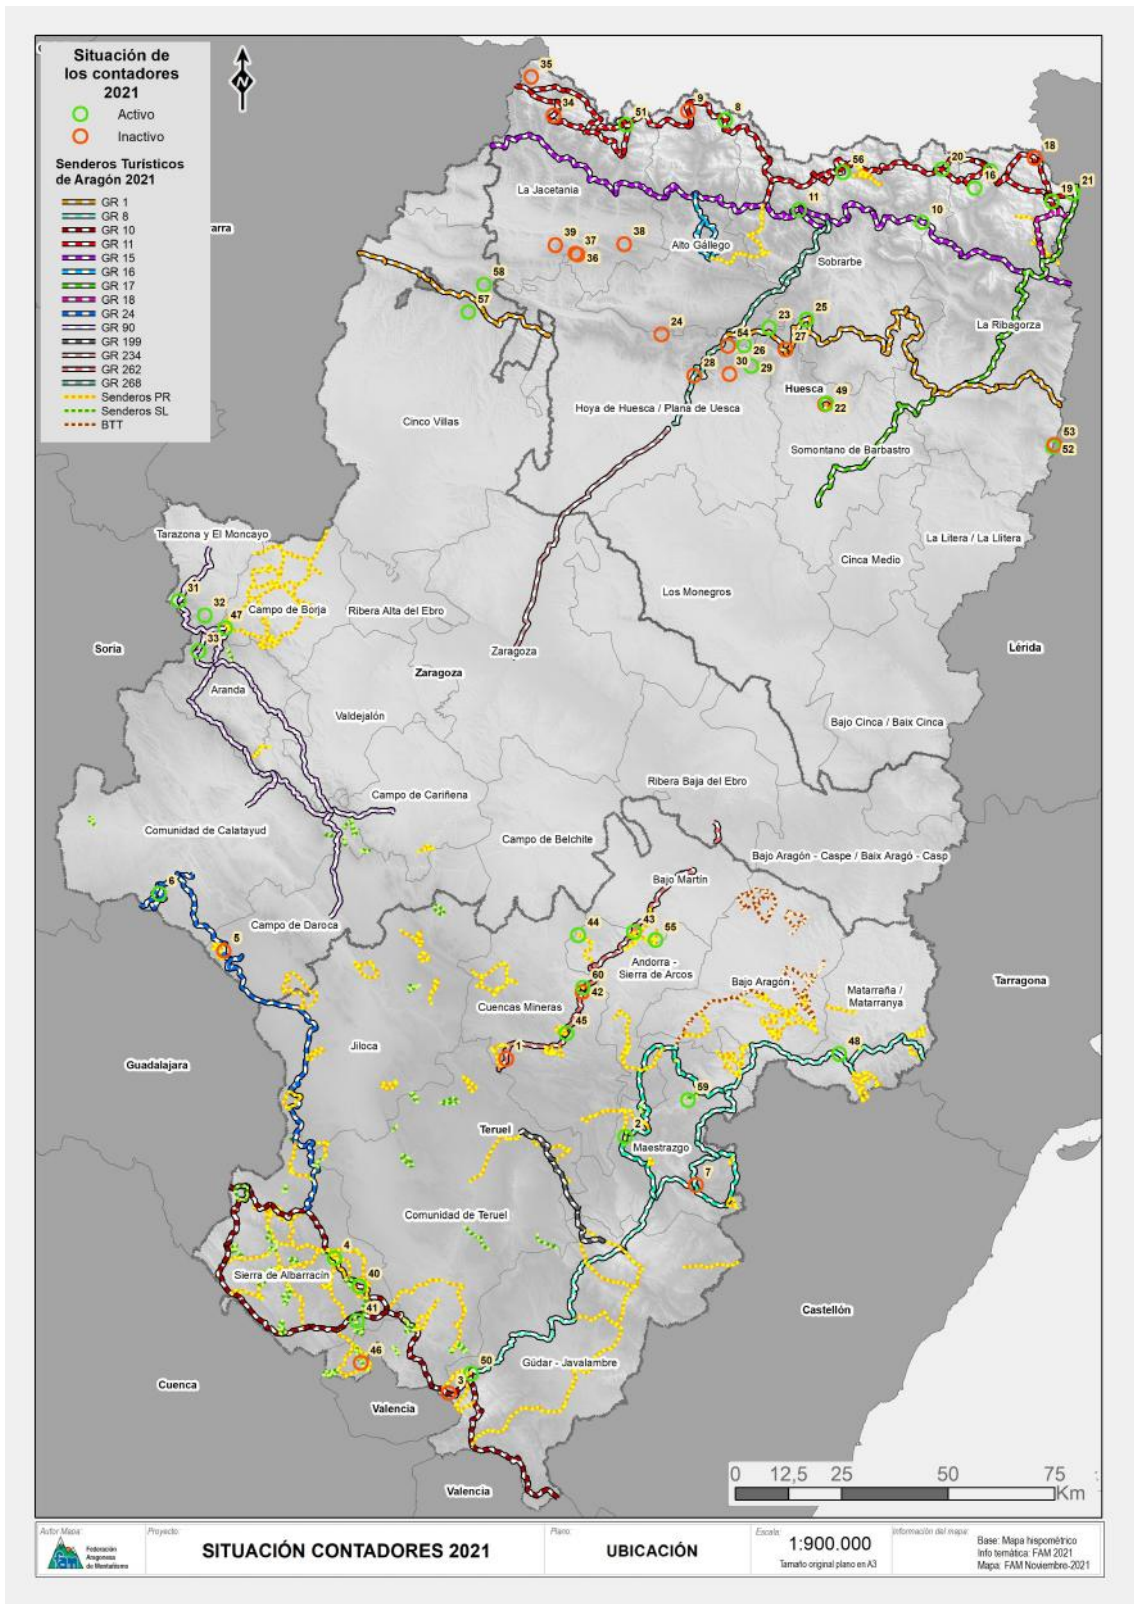 Situación de
los contadores
2021
Activo
Inactivo
Senderos Turísticos
de Aragón 2021
GR 1
GR 8
GR 10
GR 11
GR 15
GR 16
GR 17
GR 18
GR 24
GR 90
GR 199
GR 234
GR 262
GR 268
Senderos PR
Senderos SL
BTT
N
35
34
51
9
8
18
56
20
16
21
19
La Jacetania
11
10
39
37
38
36
Alto Gállego
Sobrarbe
arra
58
57
25
23
24
54
27
La Ribagorza
26
30
28
29
Huesca
49
22
Hoya de Huesca / Plana de Uesca
Cinco Villas
53
52
Somontano de Barbastro
Tarazona y El Moncayo
La Litera / La Llitera
Cinca Medio
31
32
47
Campo de Borja
Ribera Alta del Ebro
Los Monegros
33
Soria
Zaragoza
Lérida
Zaragoza
Aranda
Valdejalón
Bajo Cinca / Baix Cinca
Ribera Baja del Ebro
Campo de Cariñena
Comunidad de Calatayud
Campo de Belchite
Bajo Aragón - Caspe / Baix Aragó - Casp
6
Bajo Martín
Campo de Daroca
44
43
55
5
Andorra -
Sierra de Arcos
60
42
Bajo Aragón
Tarragona
Matarraña /
Matarranya
Cuencas Mineras
45
Jiloca
1
48
Guadalajara
59
2
Teruel
Maestrazgo
7
Comunidad de Teruel
4
Sierra de Albarracín
40
41
Castellón
46
50
3
Gúdar - Javalambre
Cuenca
Valencia
Valencia
0 12,5 25 50 75
Km
Autor Mapa:
fam
Federación
Aragonesa
de Montañismo
Proyecto:
SITUACIÓN CONTADORES 2021
Plano:
UBICACIÓN
Escala:
1:900.000
Tamaño original plano en A3
Información del mapa:
Base: Mapa hispométrico
Info temática: FAM 2021
Mapa: FAM Noviembre-2021